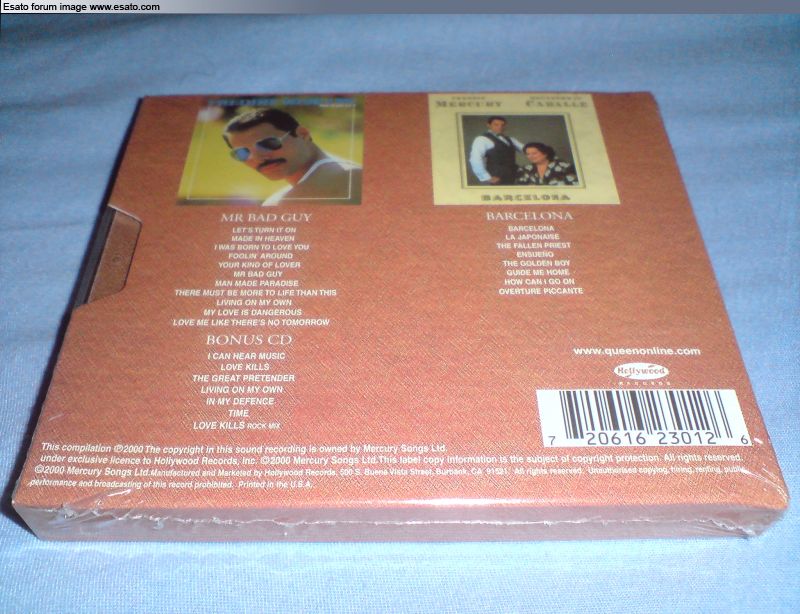 Esato forum image www.esato.com
FREDDIE MERCURY
MERCURY CABALLE
BARCELONA
MR BAD GUY
LET'S TURN IT ON
MADE IN HEAVEN
I WAS BORN TO LOVE YOU
FOOLIN' AROUND
YOUR KIND OF LOVER
MR BAD GUY
MAN MADE PARADISE
THERE MUST BE MORE TO LIFE THAN THIS
LIVING ON MY OWN
MY LOVE IS DANGEROUS
LOVE ME LIKE THERE'S NO TOMORROW
BONUS CD
I CAN HEAR MUSIC
LOVE KILLS
THE GREAT PRETENDER
LIVING ON MY OWN
IN MY DEFENCE
TIME
LOVE KILLS ROCK MIX
BARCELONA
BARCELONA
LA JAPONAISE
THE FALLEN PRIEST
ENSUEÑO
THE GOLDEN BOY
GUIDE ME HOME
HOW CAN I GO ON
OVERTURE PICCANTE
www.queenonline.com
Hollywood
RECORDS
7 20616 23012 6
This compilation ℗2000 The copyright in this sound recording is owned by Mercury Songs Ltd.
under exclusive licence to Hollywood Records, Inc. ©2000 Mercury Songs Ltd.This label copy information is the subject of copyright protection. All rights reserved.
©2000 Mercury Songs Ltd.Manufactured and Marketed by Hollywood Records, 500 S. Buena Vista Street, Burbank, CA 91521. All rights reserved. Unauthorised copying, hiring, renting, public
performance and broadcasting of this record prohibited. Printed in the U.S.A.